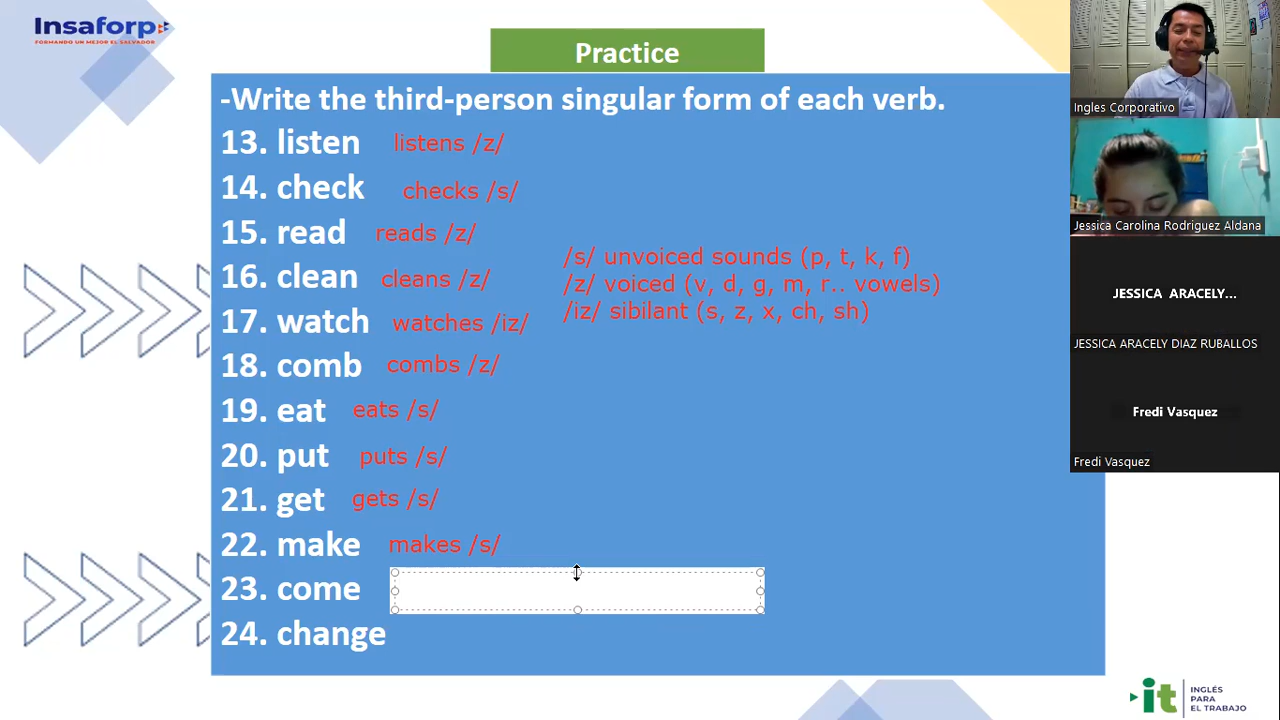 Insaforp
FORMANDO UN MEJOR EL SALVADOR
Practice
-Write the third-person singular form of each verb.
13. listen listens /z/
14. check checks /s/
15. read reads /z/
16. clean cleans /z/
17. watch watches /iz/
18. comb combs /z/
19. eat eats /s/
20. put puts /s/
21. get gets /s/
22. make makes /s/
23. come
24. change
/s/ unvoiced sounds (p, t, k, f)
/z/ voiced (v, d, g, m, r.. vowels)
/iz/ sibilant (s, z, x, ch, sh)
Ingles Corporativo
Jessica Carolina Rodriguez Aldana
JESSICA ARACELY...
JESSICA ARACELY DIAZ RUBALLOS
Fredi Vasquez
Fredi Vasquez
it
INGLÉS
PARA
EL TRABAJO